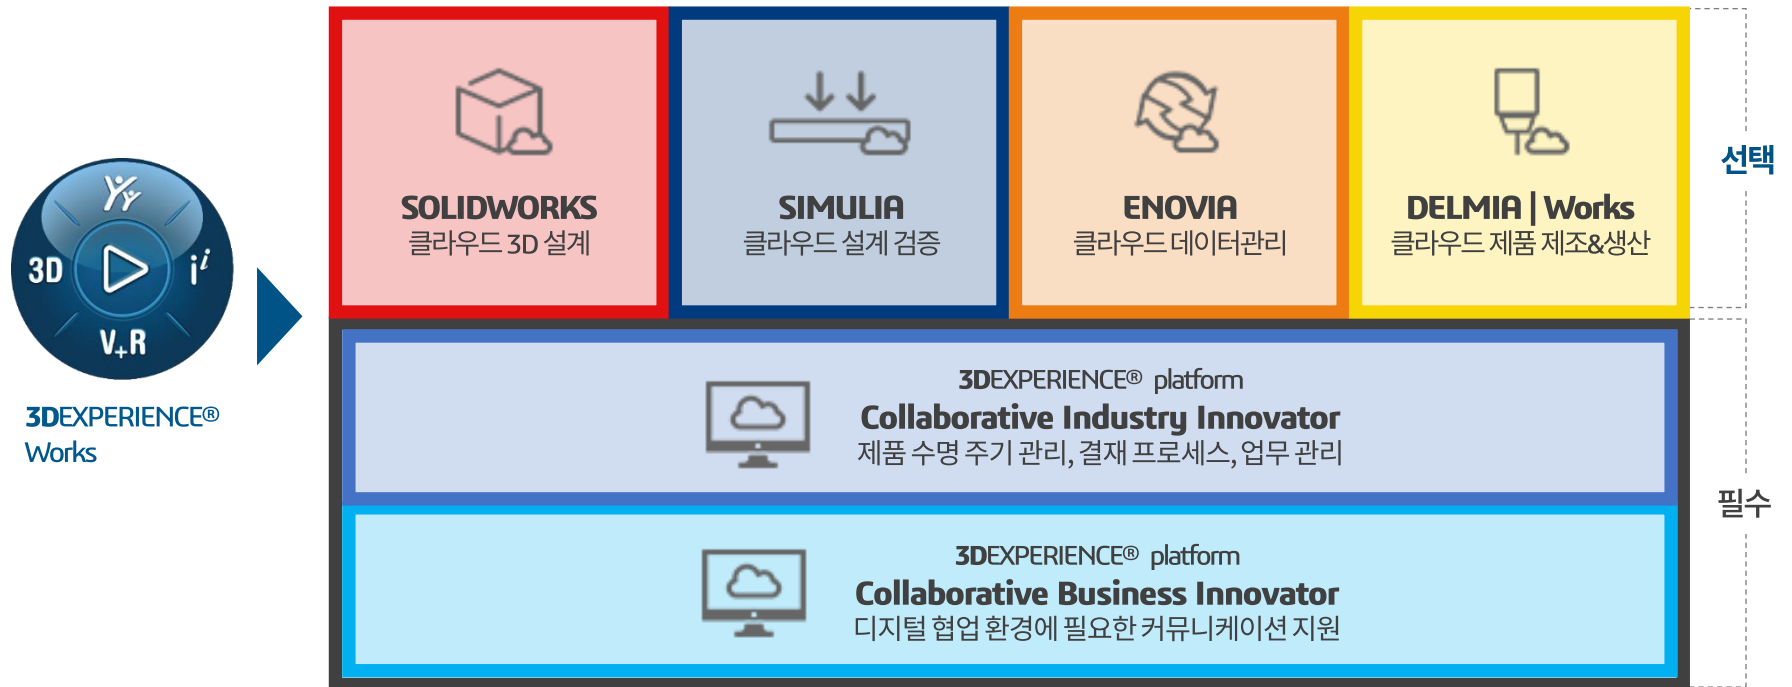 3D
V+R
i i
3DEXPERIENCE®
Works
SOLIDWORKS
클라우드 3D 설계
SIMULIA
클라우드 설계 검증
ENOVIA
클라우드 데이터관리
DELMIA | Works
클라우드 제품 제조&생산
선택
3DEXPERIENCE® platform
Collaborative Industry Innovator
제품 수명 주기 관리, 결재 프로세스, 업무 관리
3DEXPERIENCE® platform
Collaborative Business Innovator
디지털 협업 환경에 필요한 커뮤니케이션 지원
필수